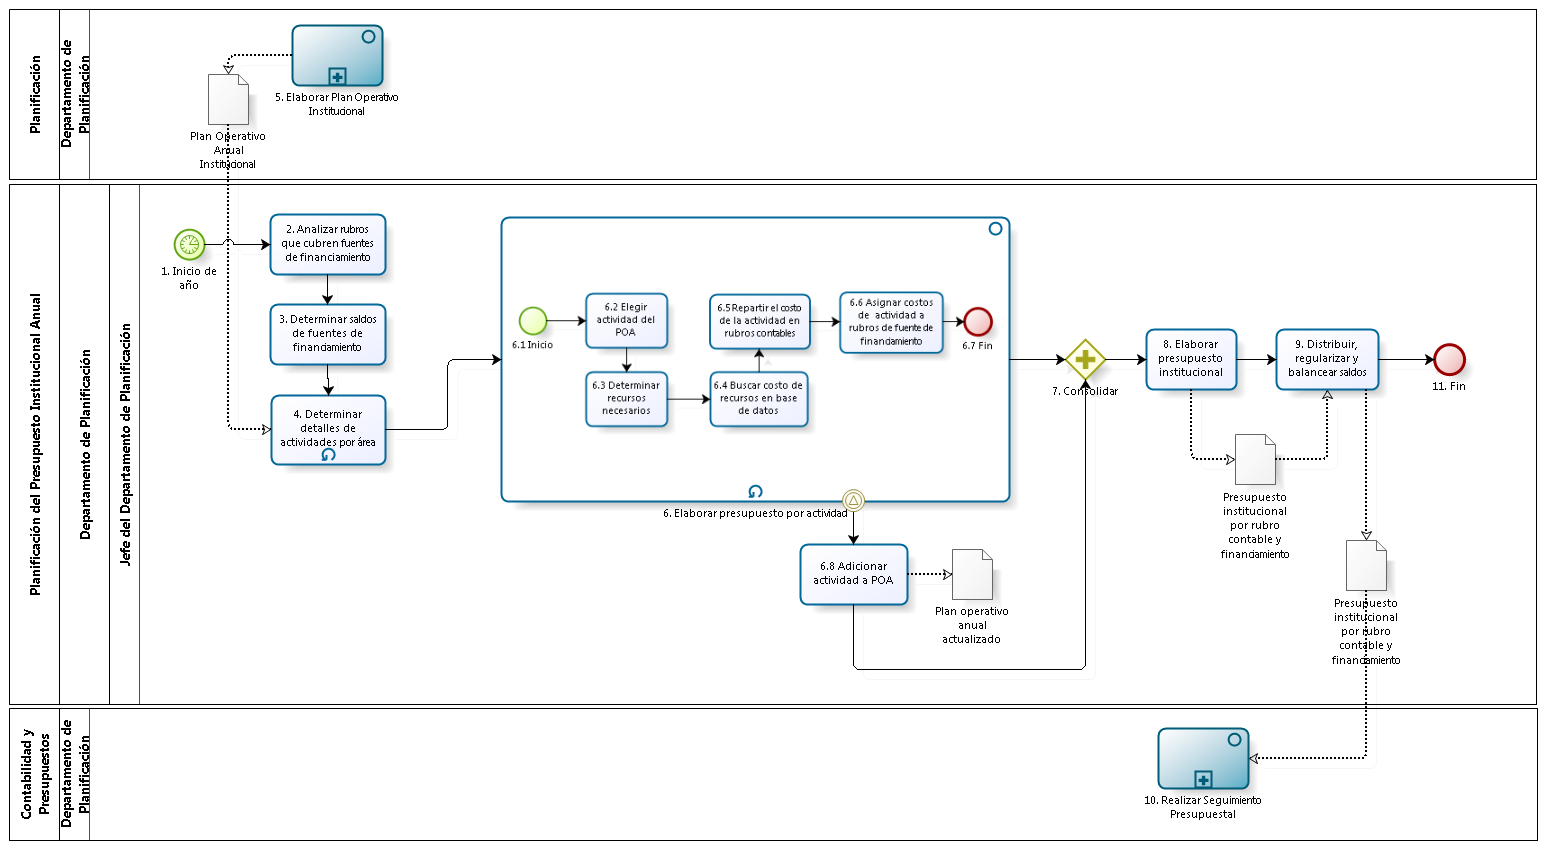 Planificación
Departamento de
Planificación
5. Elaborar Plan Operativo
Institucional
Plan Operativo
Anual
Institucional
Planificación del Presupuesto Institucional Anual
Departamento de Planificación
Jefe del Departamento de Planificación
1. Inicio de
año
2. Analizar rubros
que cubren fuentes
de financiamiento
3. Determinar saldos
de fuentes de
financiamiento
4. Determinar
detalles de
actividades por área
6.1 Inicio
6.2 Elegir
actividad del
POA
6.3 Determinar
recursos
necesarios
6.4 Buscar costo de
recursos en base
de datos
6.5 Repartir el costo
de la actividad en
rubros contables
6.6 Asignar costos
de actividad a
rubros de fuente de
financiamiento
6.7 Fin
6. Elaborar presupuesto por actividad
6.8 Adicionar
actividad a POA
Plan operativo
anual
actualizado
7. Consolidar
8. Elaborar
presupuesto
institucional
9. Distribuir,
regularizar y
balancear saldos
11. Fin
Presupuesto
institucional
por rubro
contable y
financiamiento
Presupuesto
institucional
por rubro
contable y
financiamiento
Contabilidad y
Presupuestos
Departamento de
Planificación
10. Realizar Seguimiento
Presupuestal